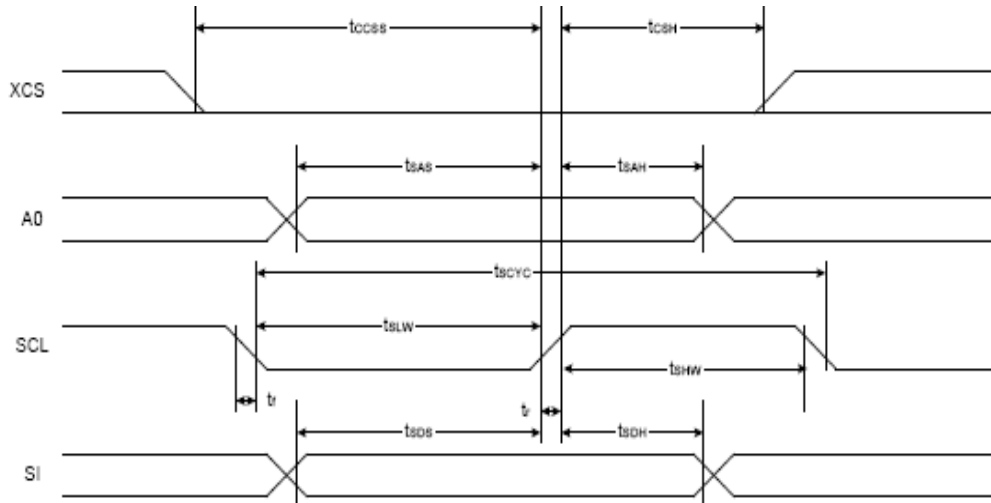 tCCSS tCSH
XCS
tSAS tSAH
A0
tSCYC
tSLW
SCL
tSHW
tf tr
tSDS tSDH
SI